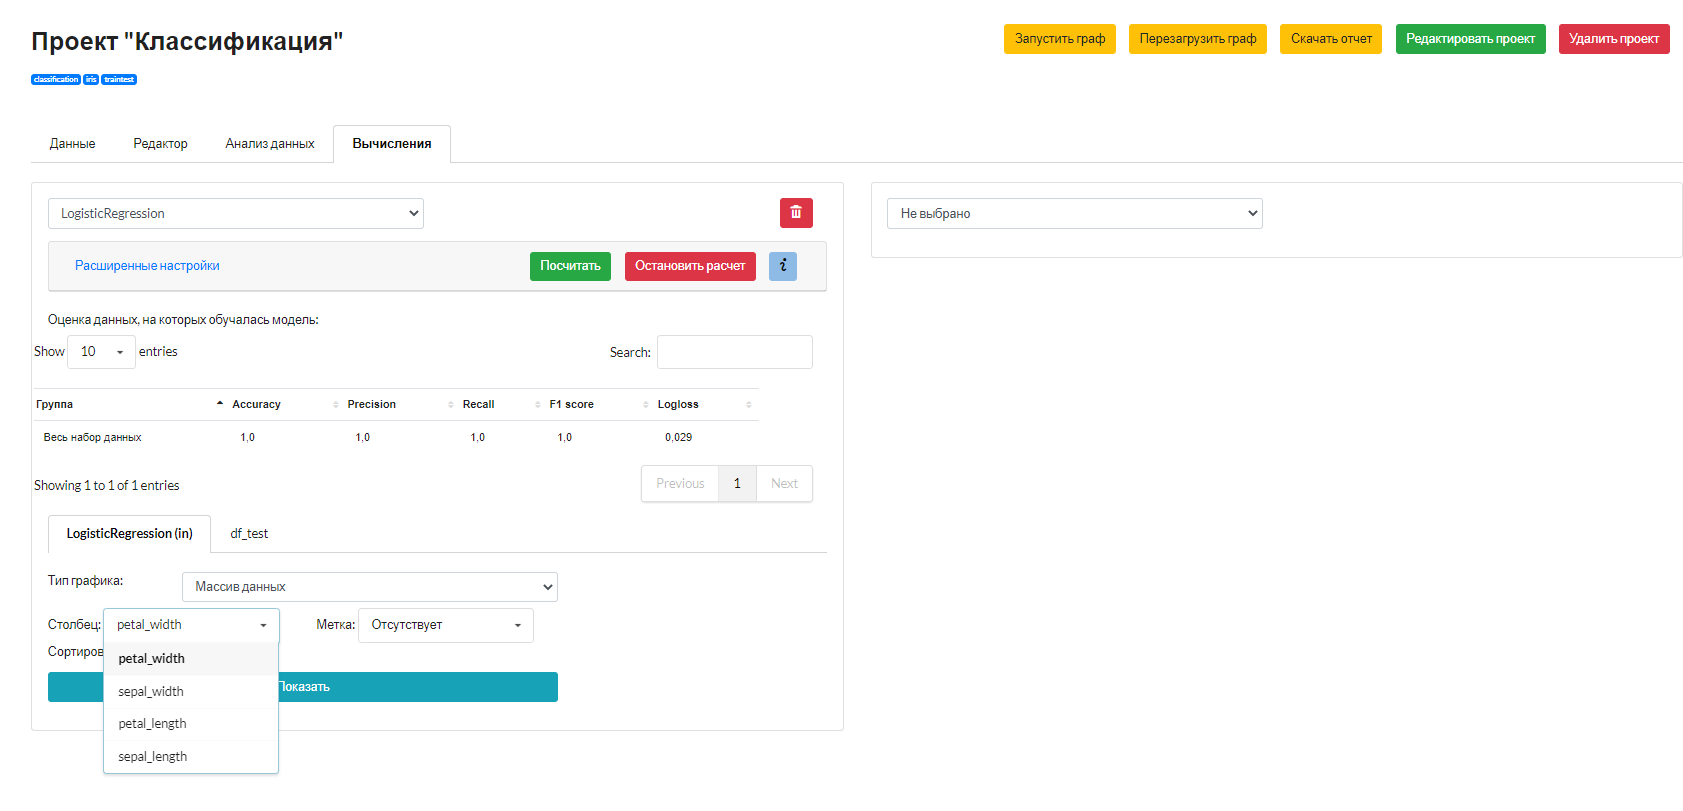 Проект "Классификация"
Запустить граф
Перезагрузить граф
Скачать отчет
Редактировать проект
Удалить проект
classification iris traintest
Данные
Редактор
Анализ данных
Вычисления
LogisticRegression
Не выбрано
Расширенные настройки
Посчитать
Остановить расчет
i
Оценка данных, на которых обучалась модель:
Show 10 entries
Search:
Группа Accuracy Precision Recall F1 score Logloss
Весь набор данных 1,0 1,0 1,0 1,0 0,029
Showing 1 to 1 of 1 entries
Previous 1 Next
LogisticRegression (in)
df_test
Тип графика: Массив данных
Столбец: petal_width
Метка: Отсутствует
Сортиров
petal_width
sepal_width
Показать
petal_length
sepal_length